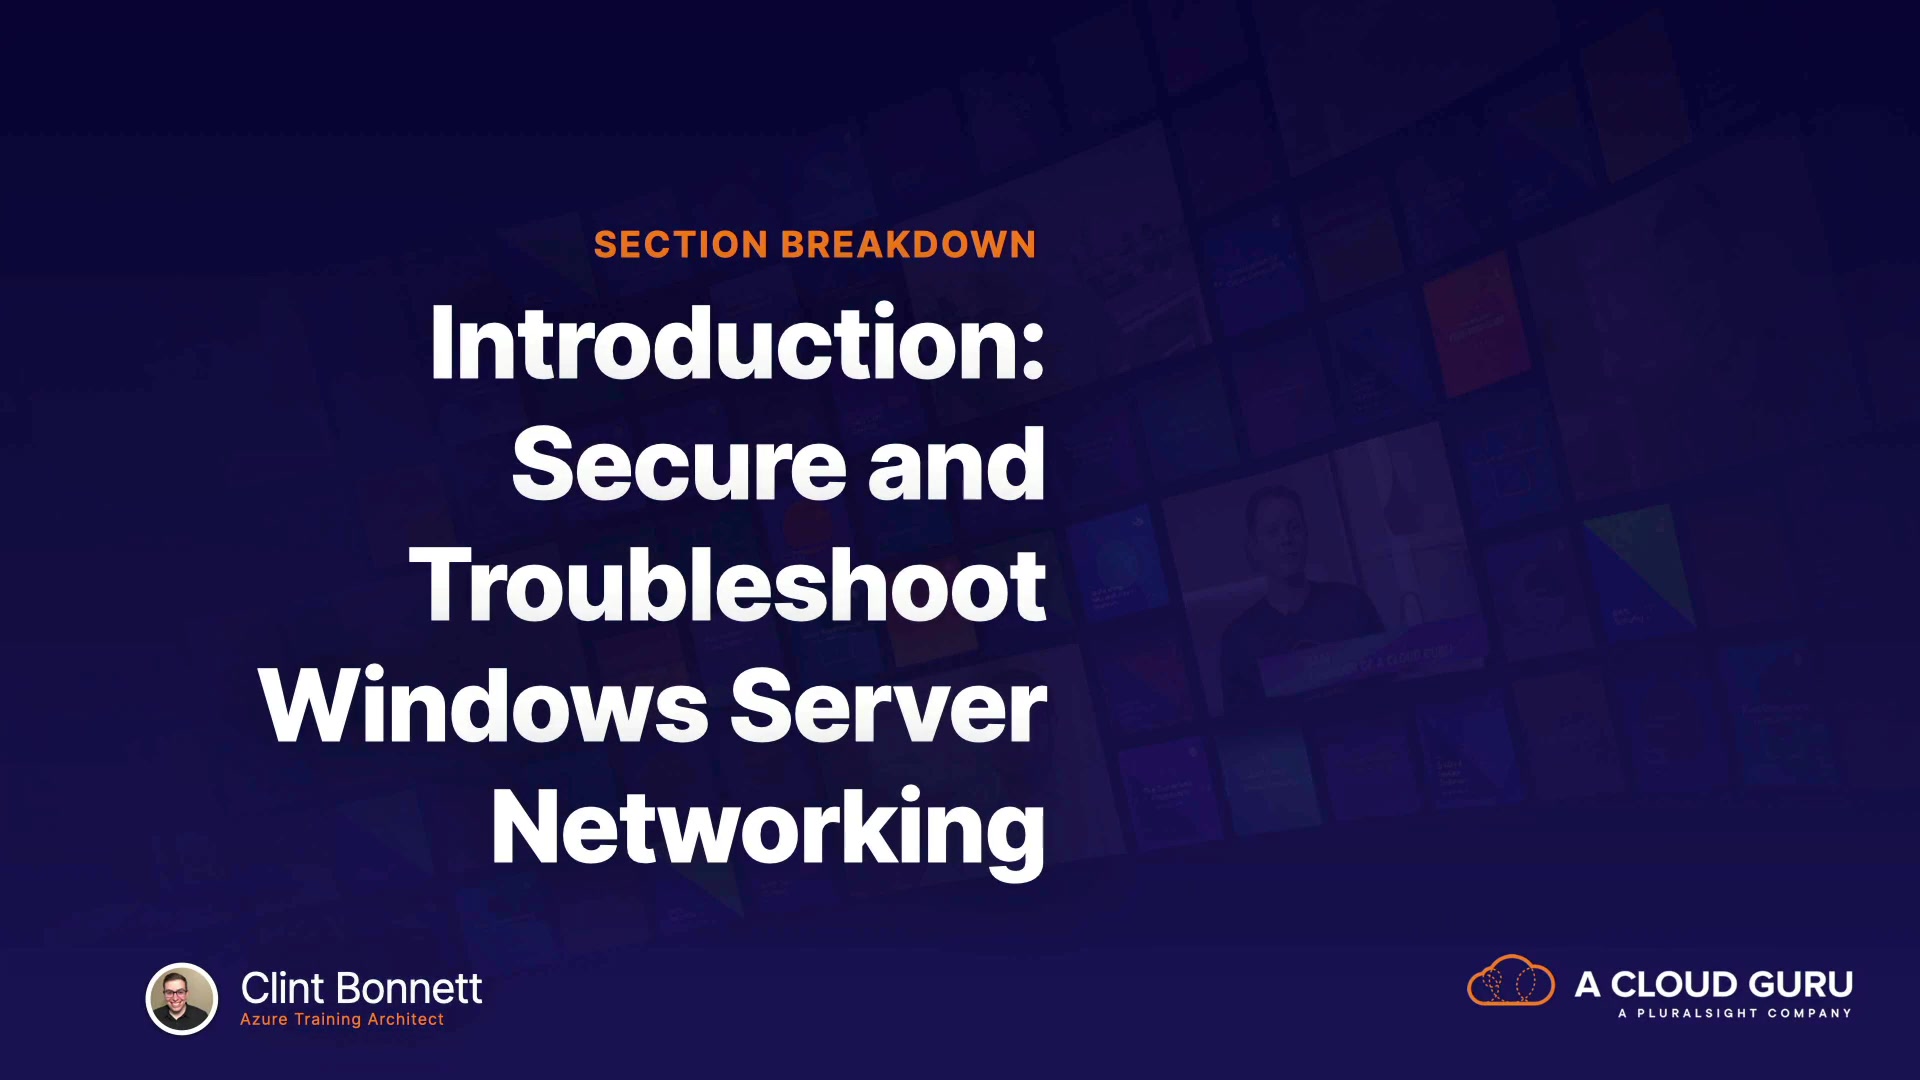 SECTION BREAKDOWN
Introduction:
Secure and
Troubleshoot
Windows Server
Networking
Clint Bonnett
Azure Training Architect
A CLOUD GURU
A PLURALSIGHT COMPANY